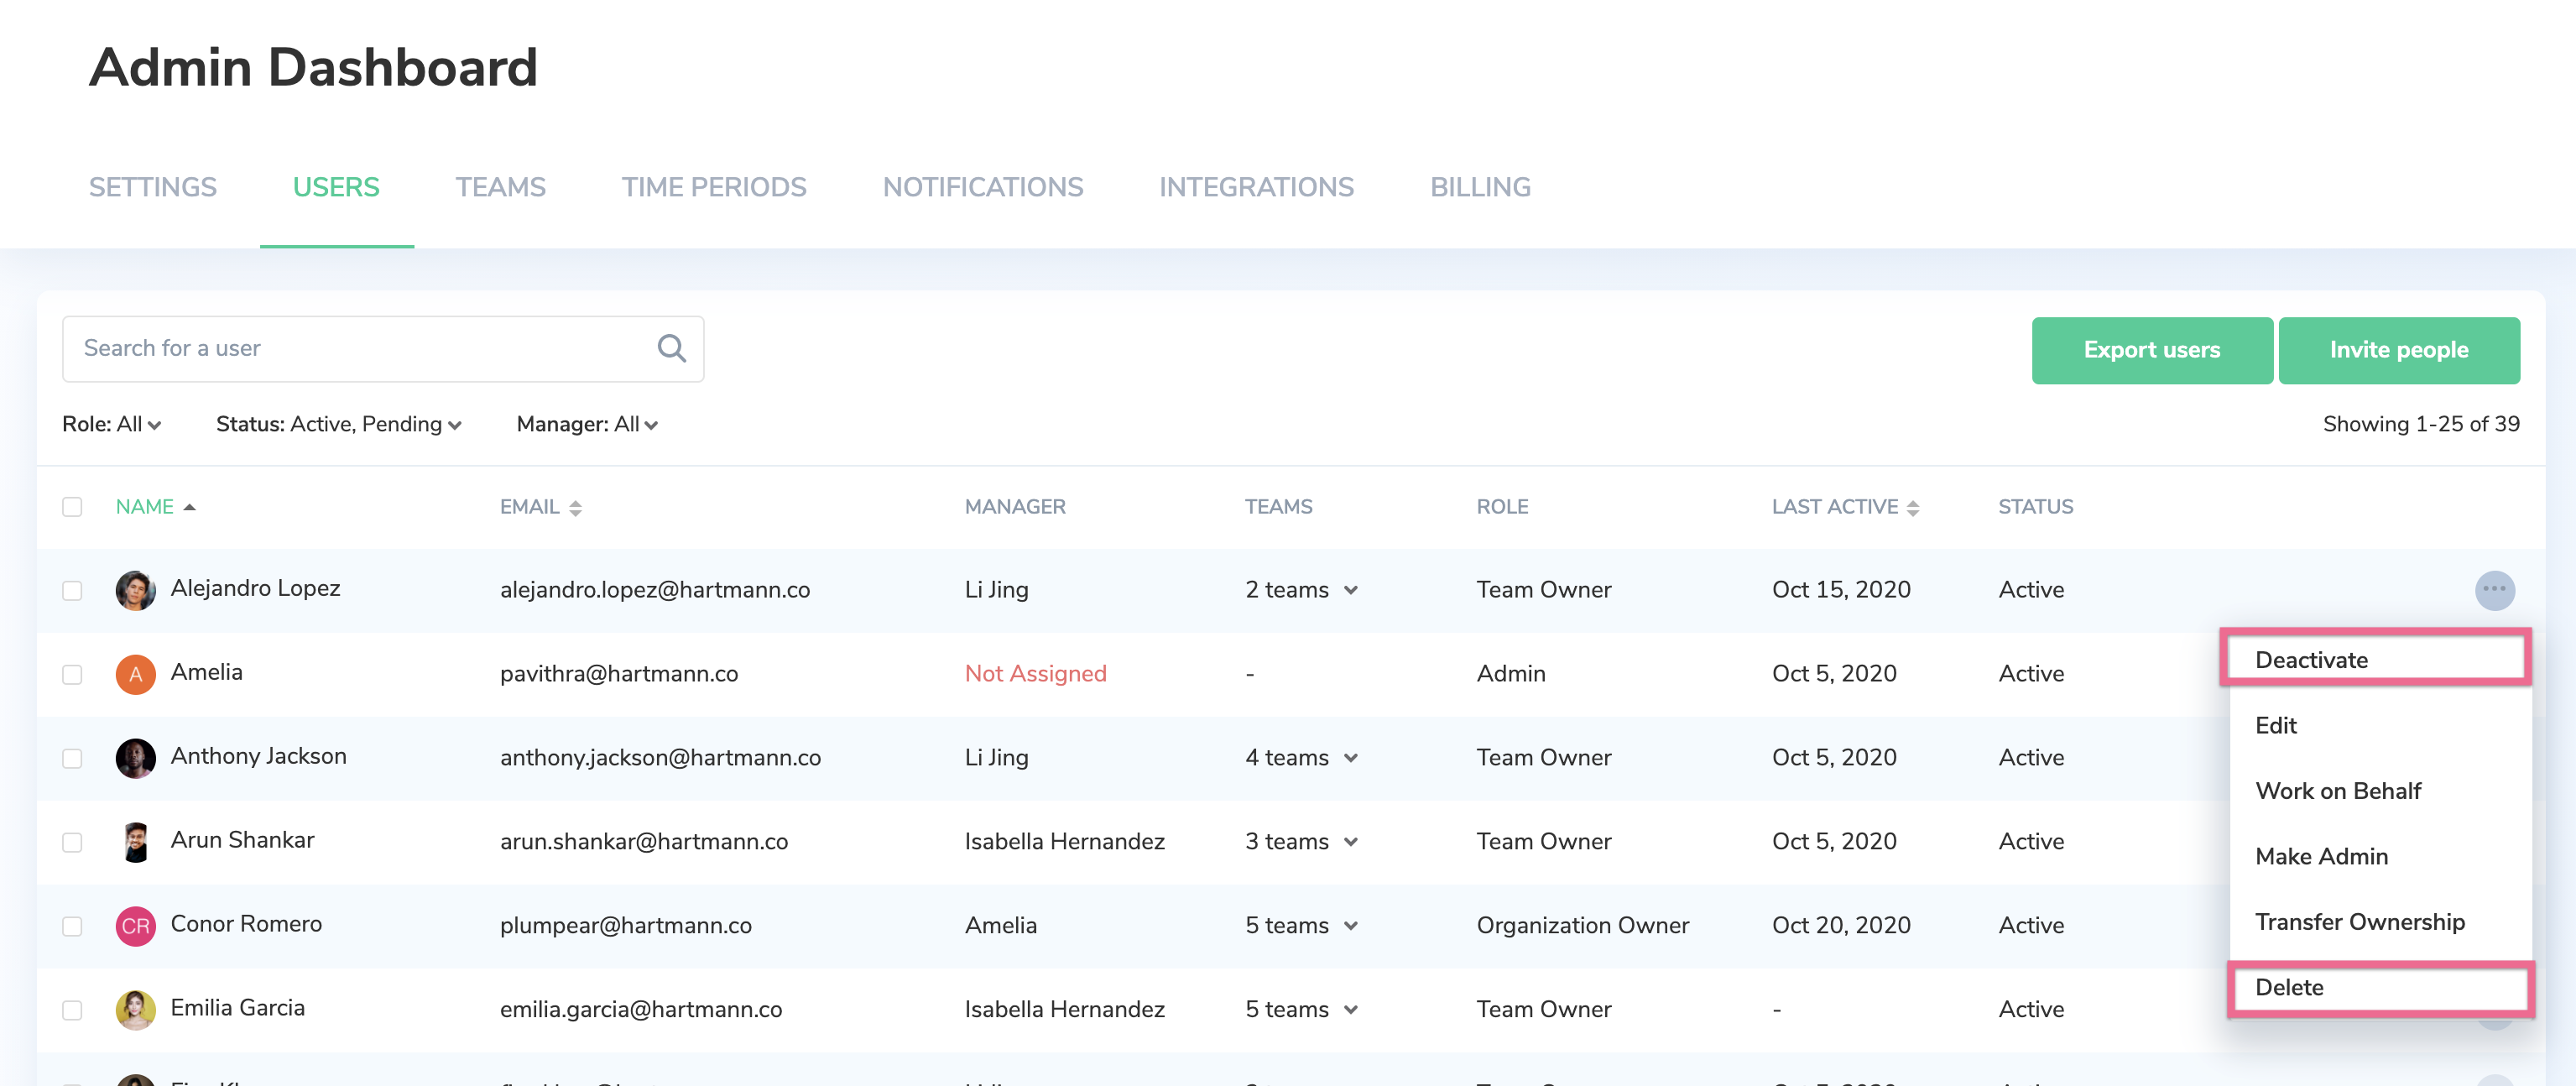 Admin Dashboard
SETTINGS USERS TEAMS TIME PERIODS NOTIFICATIONS INTEGRATIONS BILLING
Search for a user Export users Invite people
Role: All Status: Active, Pending Manager: All Showing 1-25 of 39
NAME EMAIL MANAGER TEAMS ROLE LAST ACTIVE STATUS
Alejandro Lopez alejandro.lopez@hartmann.co Li Jing 2 teams Team Owner Oct 15, 2020 Active
Deactivate
A Amelia pavithra@hartmann.co Not Assigned - Admin Oct 5, 2020 Active
Edit
Anthony Jackson anthony.jackson@hartmann.co Li Jing 4 teams Team Owner Oct 5, 2020 Active
Work on Behalf
Arun Shankar arun.shankar@hartmann.co Isabella Hernandez 3 teams Team Owner Oct 5, 2020 Active
Make Admin
CR Conor Romero plumpear@hartmann.co Amelia 5 teams Organization Owner Oct 20, 2020 Active
Transfer Ownership
Delete
Emilia Garcia emilia.garcia@hartmann.co Isabella Hernandez 5 teams Team Owner - Active